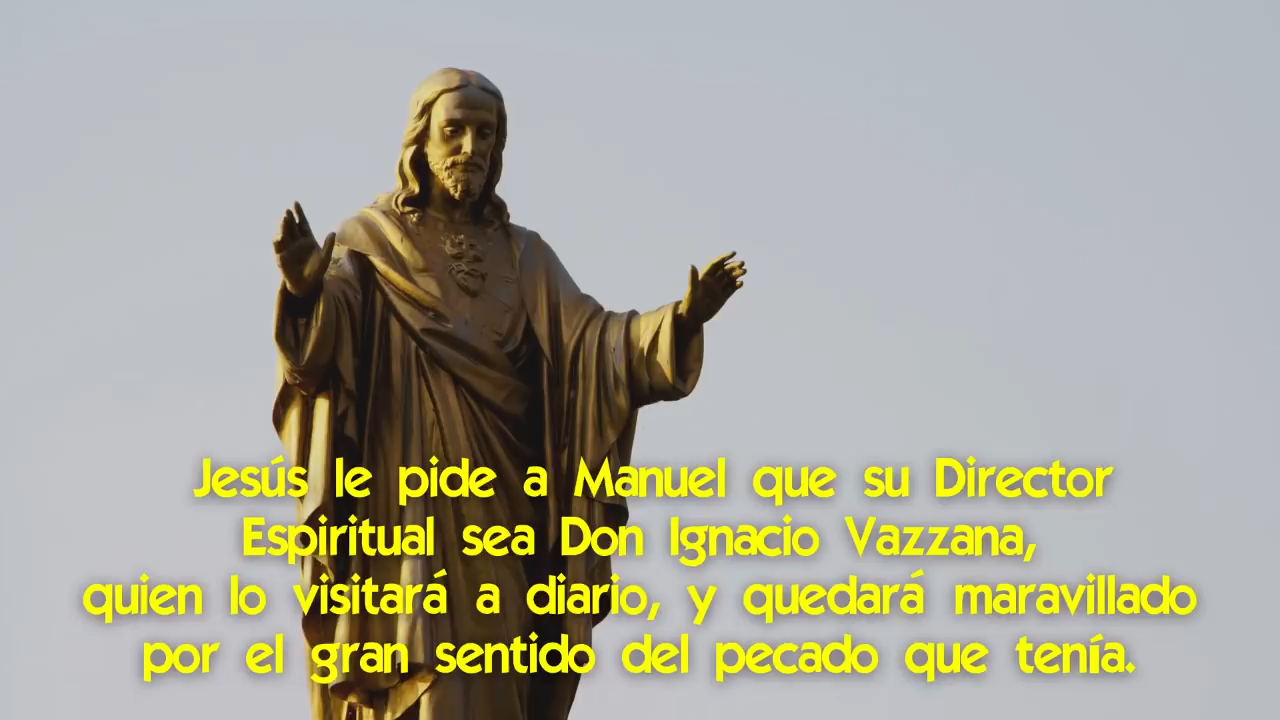 Jesús le pide a Manuel que su Director
Espiritual sea Don Ignacio Vazzana,
quien lo visitará a diario, y quedará maravillado
por el gran sentido del pecado que tenía.